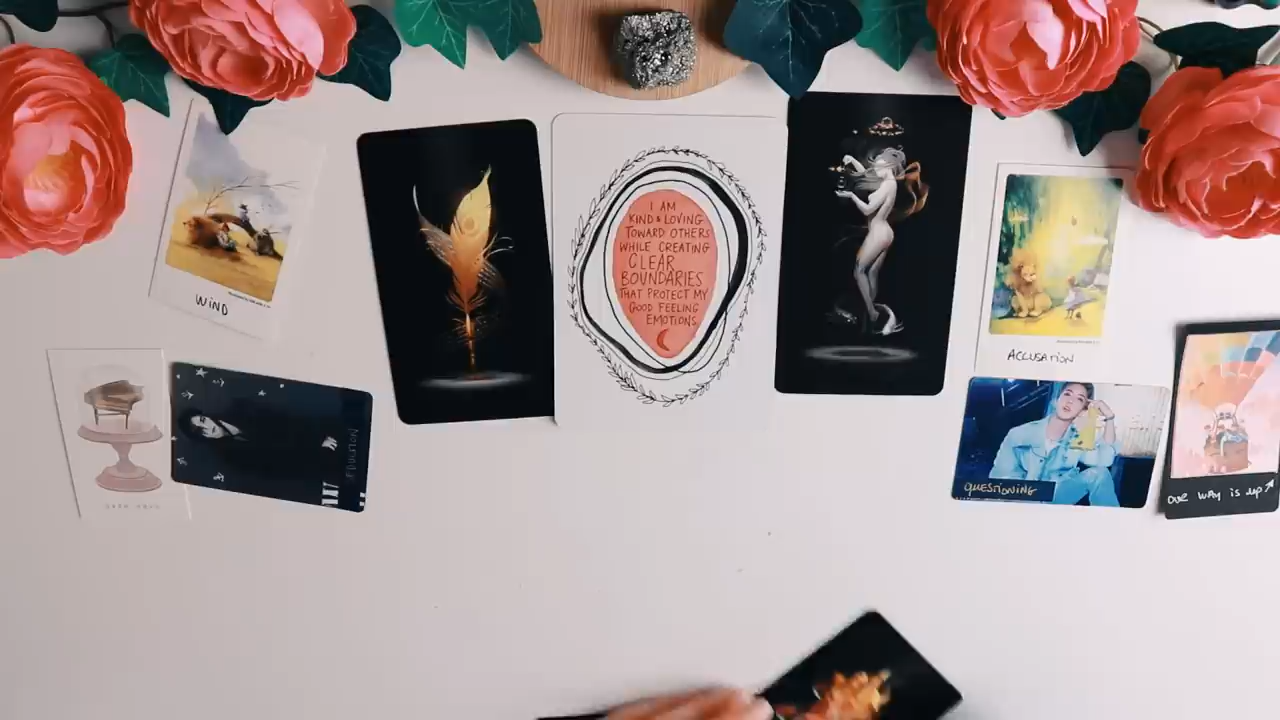 I AM
KIND & LOVING
TOWARD OTHERS
WHILE CREATING
CLEAR
BOUNDARIES
THAT PROTECT MY
GOOD FEELING
EMOTIONS.
WIND
ACCUSATION
QUESTIONING
OUR WAY IS UP